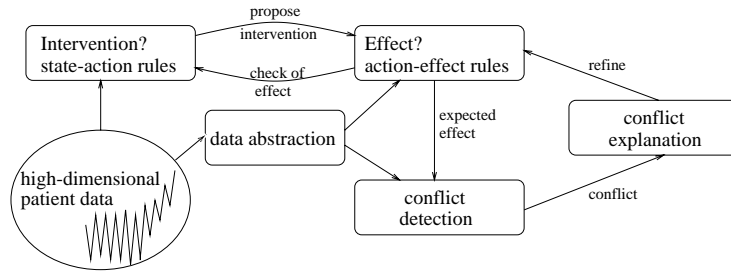 propose
intervention
Intervention?
state-action rules
Effect?
action-effect rules
check of
effect
refine
data abstraction
expected
effect
conflict
explanation
high-dimensional
patient data
conflict
detection
conflict